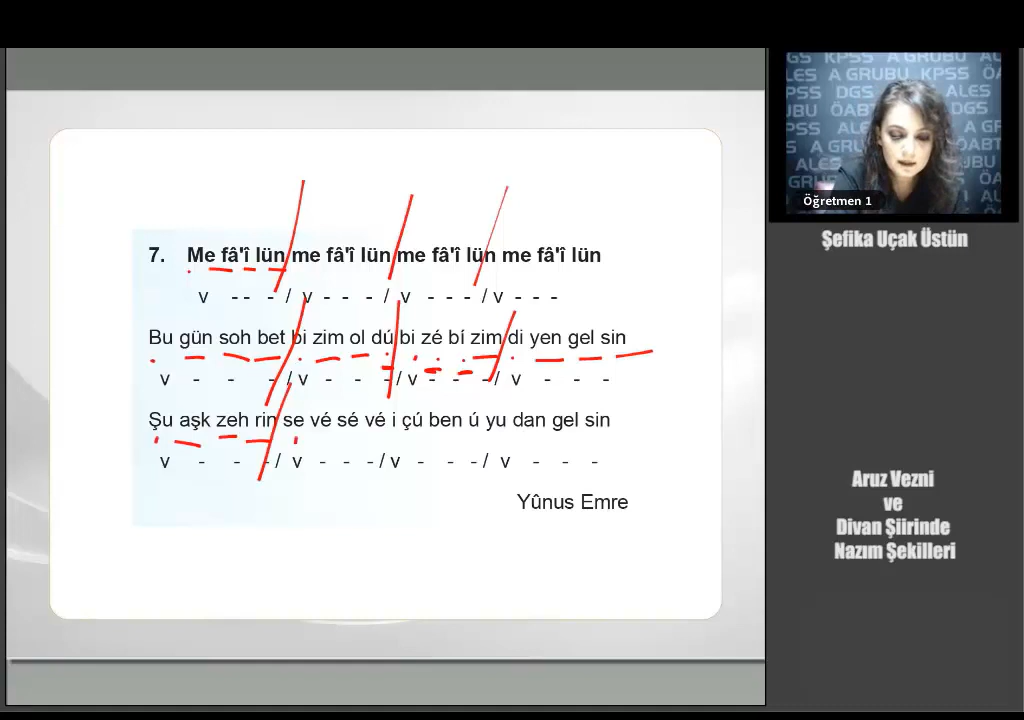 7. Me fâ'î lün me fâ'î lün me fâ'î lün me fâ'î lün
v - - - / v - - - / v - - - / v - - -
Bu gün soh bet bi zim ol dú bi zé bí zim di yen gel sin
v - - - / v - - - / v - - - / v - - -
Şu aşk zeh rin se vé sé vé i çú ben ú yu dan gel sin
v - - - / v - - - / v - - - / v - - -
Yûnus Emre
Öğretmen 1
Şefika Uçak Üstün
Aruz Vezni
ve
Divan Şiirinde
Nazım Şekilleri